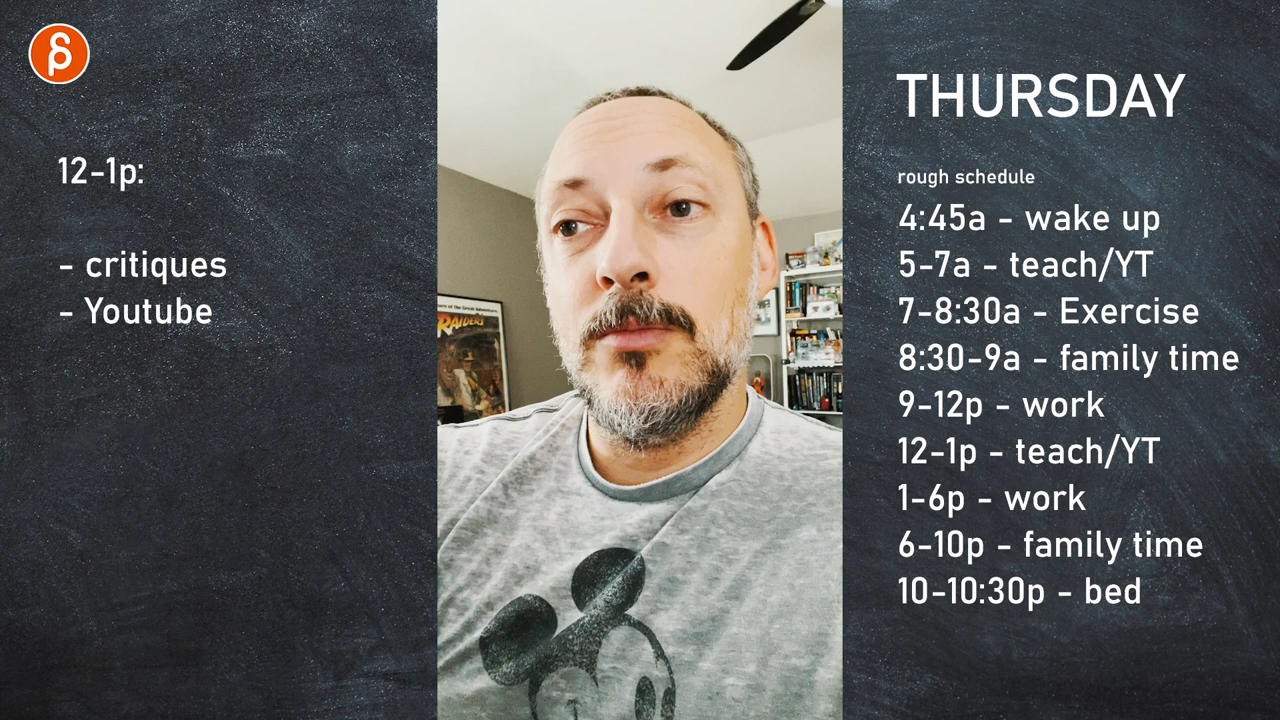 12-1p:
- critiques
- Youtube
RAIDERS
THURSDAY
rough schedule
4:45a - wake up
5-7a - teach/YT
7-8:30a - Exercise
8:30-9a - family time
9-12p - work
12-1p - teach/YT
1-6p - work
6-10p - family time
10-10:30p - bed